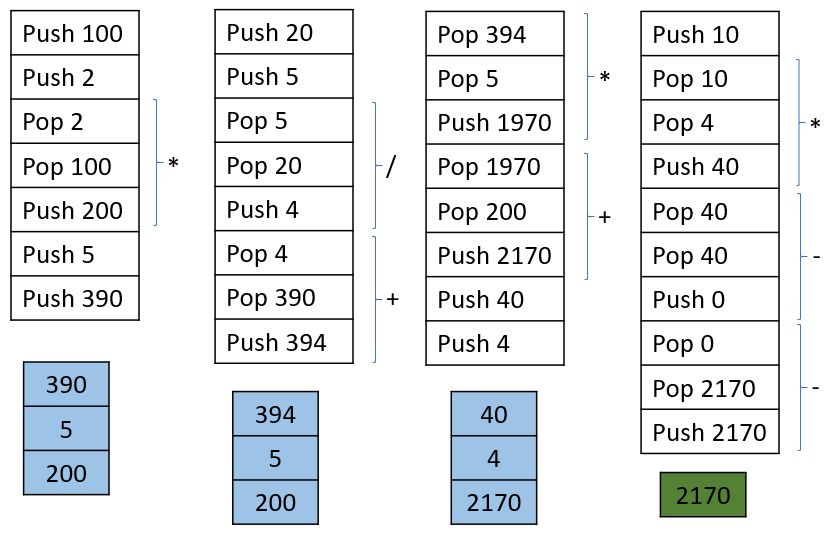 Push 100
Push 2
Pop 2
Pop 100
Push 200
Push 5
Push 390
*
390
5
200
Push 20
Push 5
Pop 5
Pop 20
Push 4
Pop 4
Pop 390
Push 394
/
+
394
5
200
Pop 394
Pop 5
Push 1970
Pop 1970
Pop 200
Push 2170
Push 40
Push 4
*
+
40
4
2170
Push 10
Pop 10
Pop 4
Push 40
Pop 40
Pop 40
Push 0
Pop 0
Pop 2170
Push 2170
*
-
-
2170